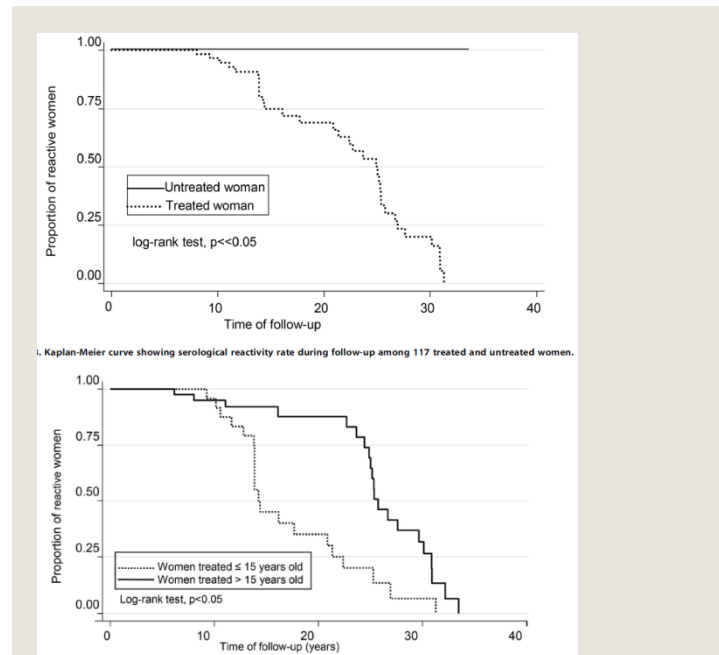 1.00
0.75
0.50
0.25
0.00
Proportion of reactive women
Untreated woman
Treated woman
log-rank test, p<<0.05
0 10 20 30 40
Time of follow-up
. Kaplan-Meier curve showing serological reactivity rate during follow-up among 117 treated and untreated women.
1.00
0.75
0.50
0.25
0.00
Proportion of reactive women
Women treated ≤ 15 years old
Women treated > 15 years old
Log-rank test, p<0.05
0 10 20 30 40
Time of follow-up (years)